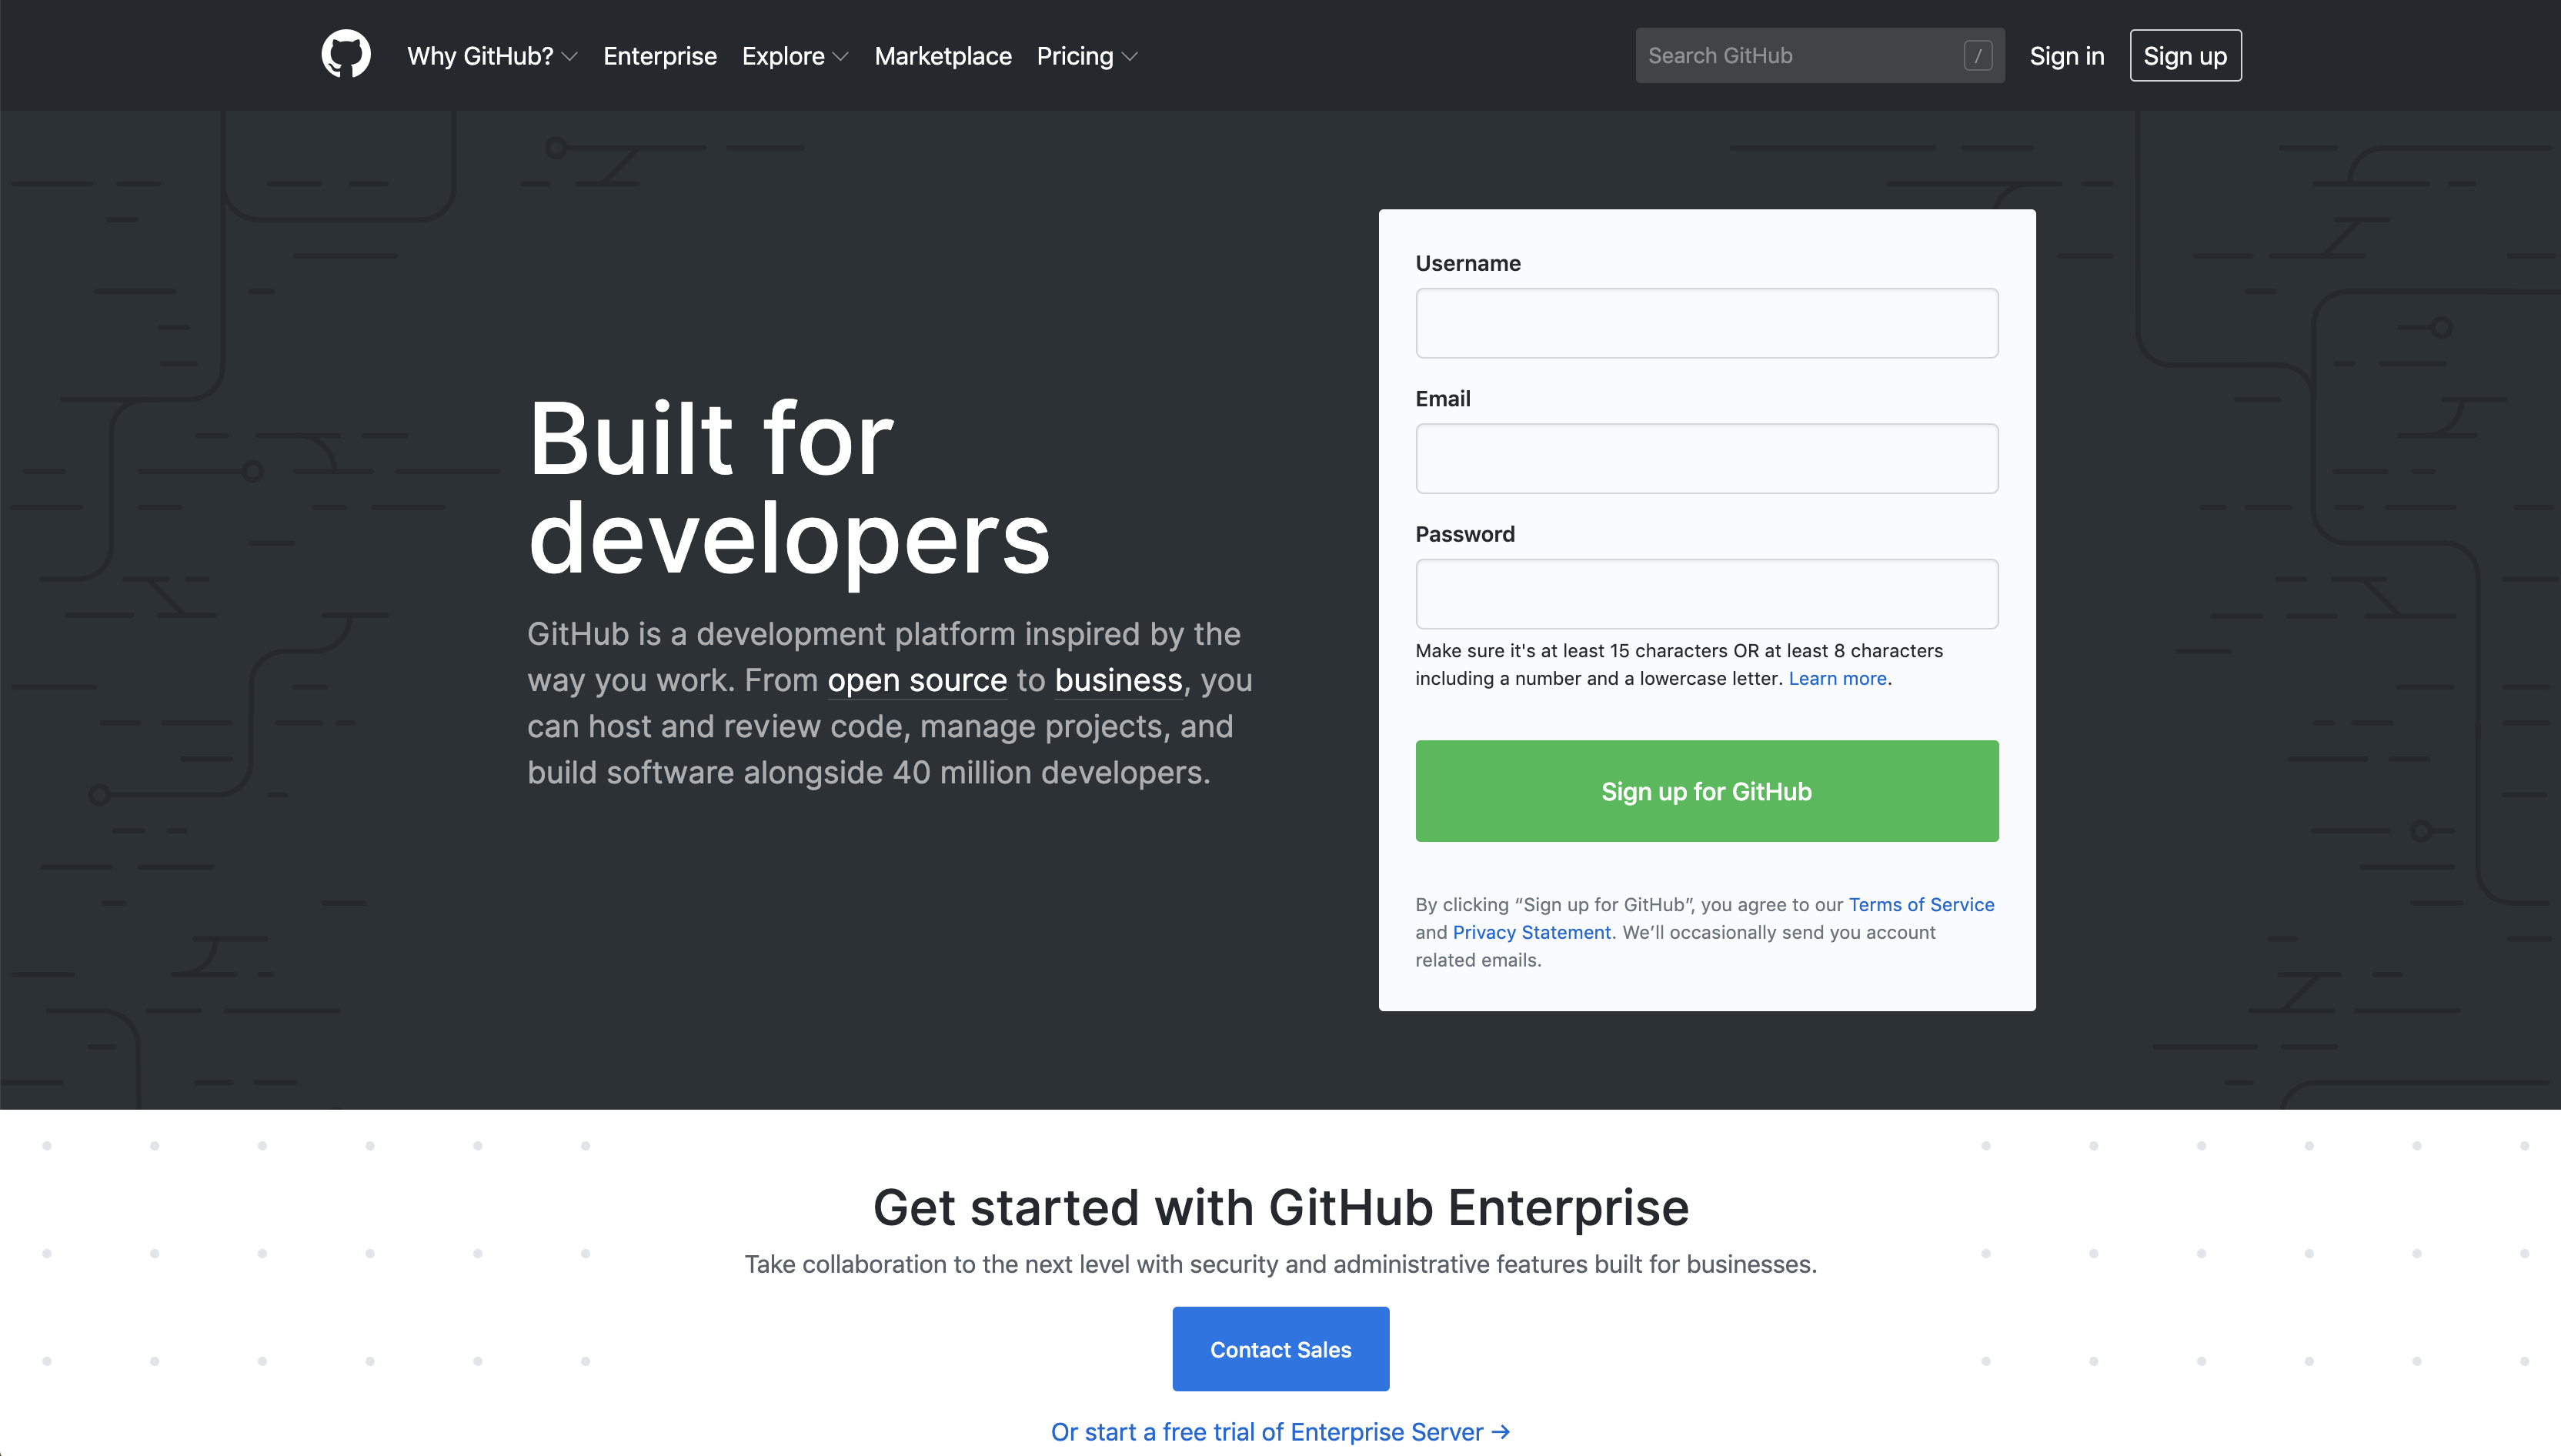 Why GitHub? Enterprise Explore Marketplace Pricing Search GitHub / Sign in Sign up
Built for
developers
GitHub is a development platform inspired by the
way you work. From open source to business, you
can host and review code, manage projects, and
build software alongside 40 million developers.
Username
Email
Password
Make sure it's at least 15 characters OR at least 8 characters
including a number and a lowercase letter. Learn more.
Sign up for GitHub
By clicking “Sign up for GitHub”, you agree to our Terms of Service
and Privacy Statement. We’ll occasionally send you account
related emails.
Get started with GitHub Enterprise
Take collaboration to the next level with security and administrative features built for businesses.
Contact Sales
Or start a free trial of Enterprise Server →